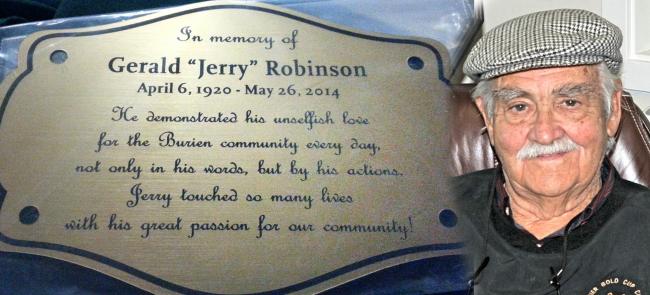 In memory of
Gerald “Jerry” Robinson
April 6, 1920 - May 26, 2014
He demonstrated his unselfish love
for the Burien community every day,
not only in his words, but by his actions.
Jerry touched so many lives
with his great passion for our community!
GOLD CUP